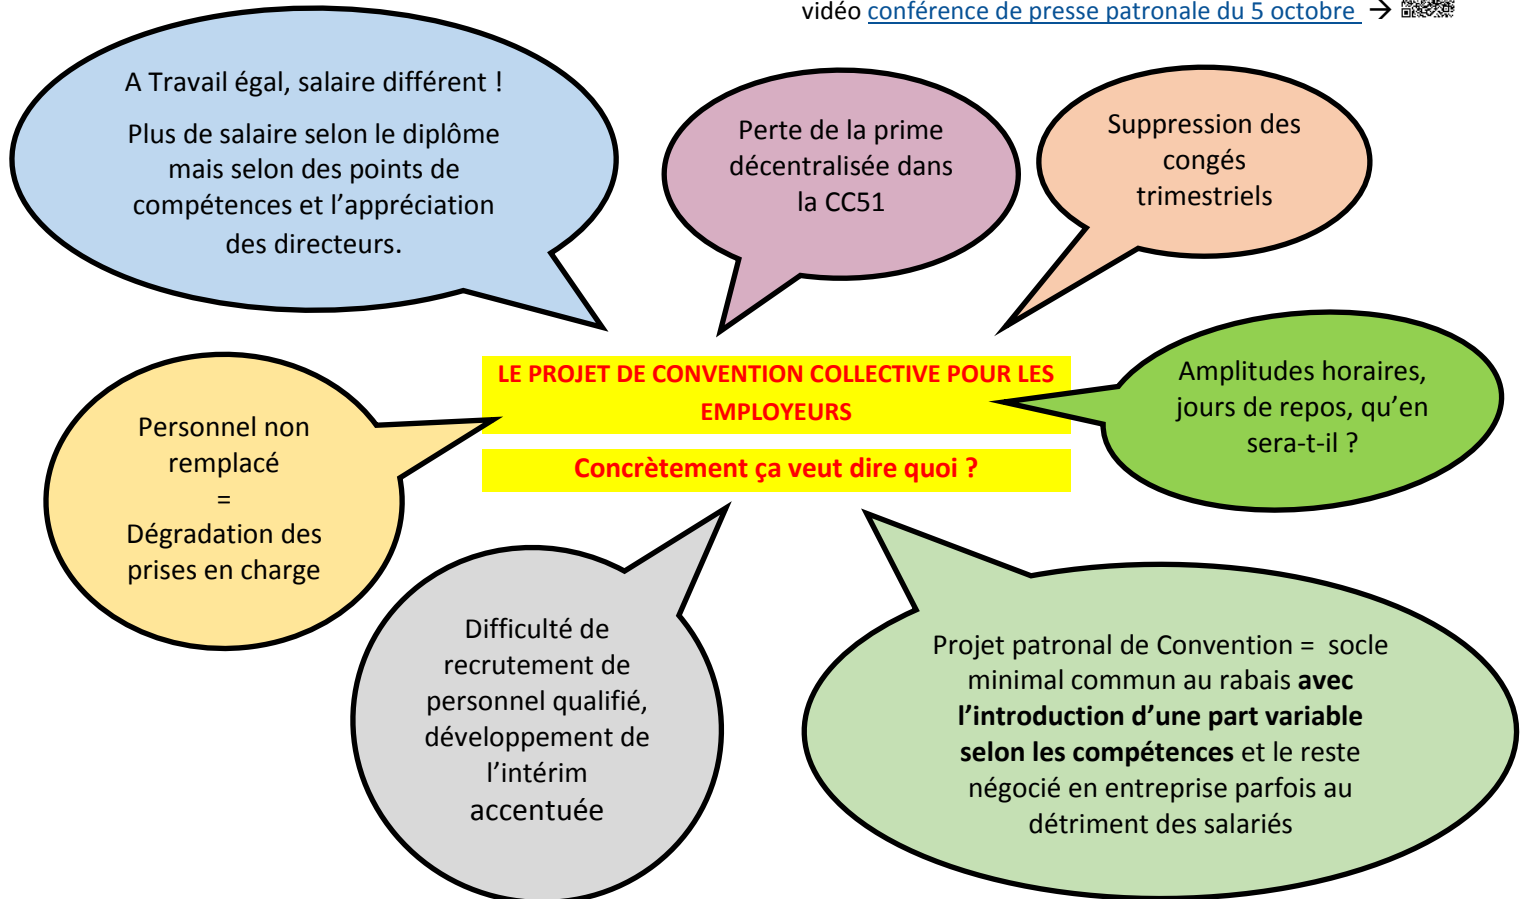 vidéo conférence de presse patronale du 5 octobre →
A Travail égal, salaire différent !
Plus de salaire selon le diplôme
mais selon des points de
compétences et l’appréciation
des directeurs.
Perte de la prime
décentralisée dans
la CC51
Suppression des
congés
trimestriels
LE PROJET DE CONVENTION COLLECTIVE POUR LES
EMPLOYEURS
Concrètement ça veut dire quoi ?
Amplitudes horaires,
jours de repos, qu’en
sera-t-il ?
Personnel non
remplacé
=
Dégradation des
prises en charge
Difficulté de
recrutement de
personnel qualifié,
développement de
l’intérim
accentuée
Projet patronal de Convention = socle
minimal commun au rabais avec
l’introduction d’une part variable
selon les compétences et le reste
négocié en entreprise parfois au
détriment des salariés